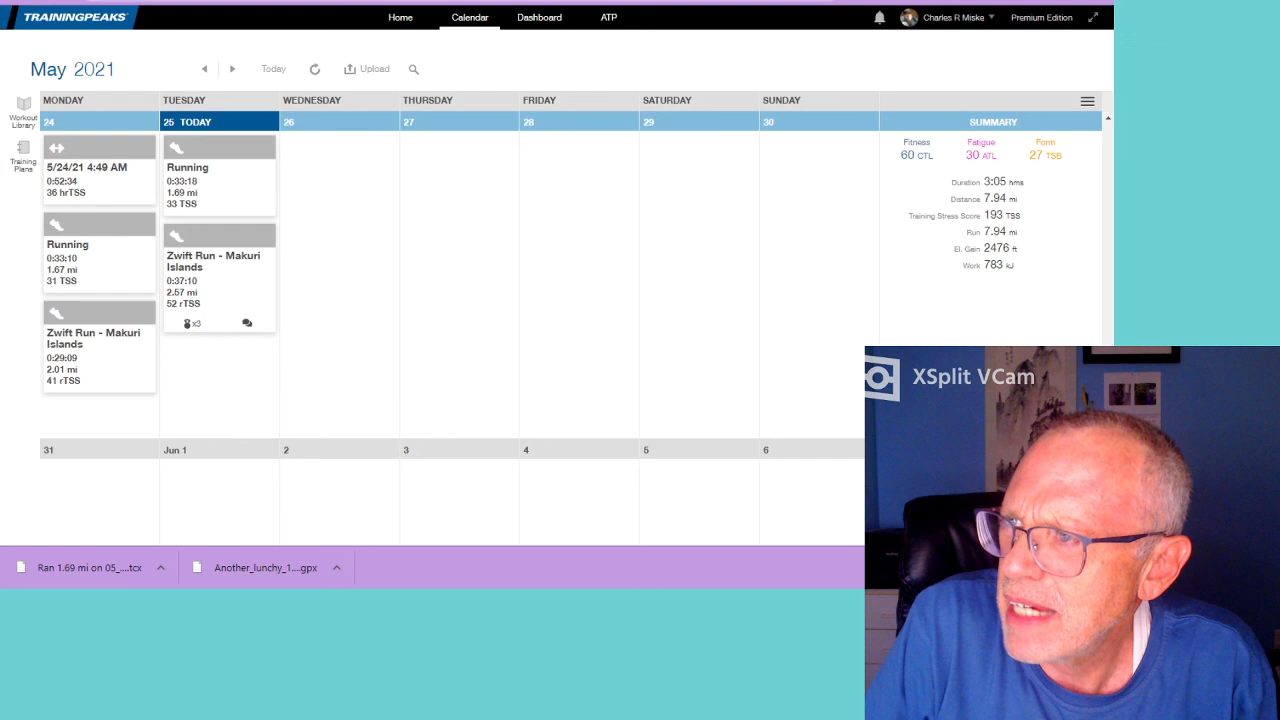 TRAININGPEAKS
Home
Calendar
Dashboard
ATP
Charles R Miske
Premium Edition
May 2021
Today
Upload
MONDAY
TUESDAY
WEDNESDAY
THURSDAY
FRIDAY
SATURDAY
SUNDAY
Workout
Library
Training
Plans
24
25 TODAY
26
27
28
29
30
SUMMARY
5/24/21 4:49 AM
0:52:34
36 hrTSS
Running
0:33:10
1.67 mi
31 TSS
Zwift Run - Makuri
Islands
0:29:09
2.01 mi
41 rTSS
Running
0:33:18
1.69 mi
33 TSS
Zwift Run - Makuri
Islands
0:37:10
2.57 mi
52 rTSS
x3
Fitness
60 CTL
Fatigue
30 ATL
Form
27 TSB
Duration 3:05 hms
Distance 7.94 mi
Training Stress Score 193 TSS
Run 7.94 mi
El. Gain 2476 ft
Work 783 kJ
31
Jun 1
2
3
4
5
6
Ran 1.69 mi on 05_....tcx
Another_lunchy_1....gpx
XSplit VCam